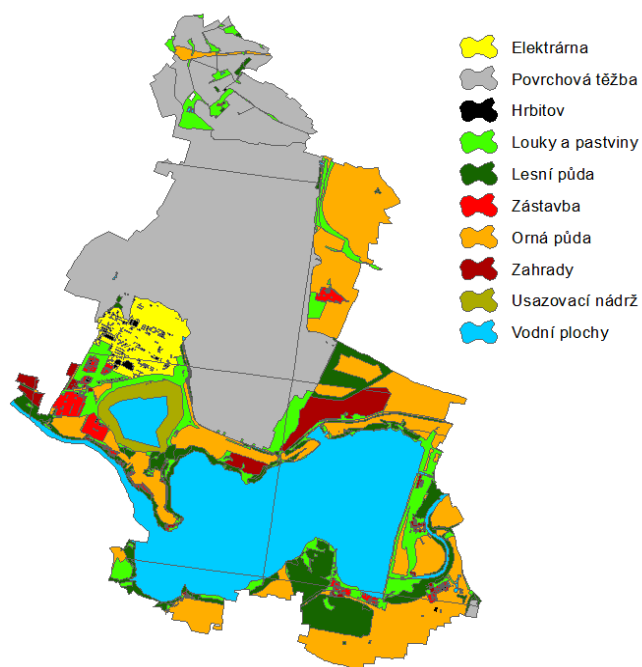 Elektrárna
Povrchová těžba
Hrbitov
Louky a pastviny
Lesní půda
Zástavba
Orná půda
Zahrady
Usazovací nádrž
Vodní plochy